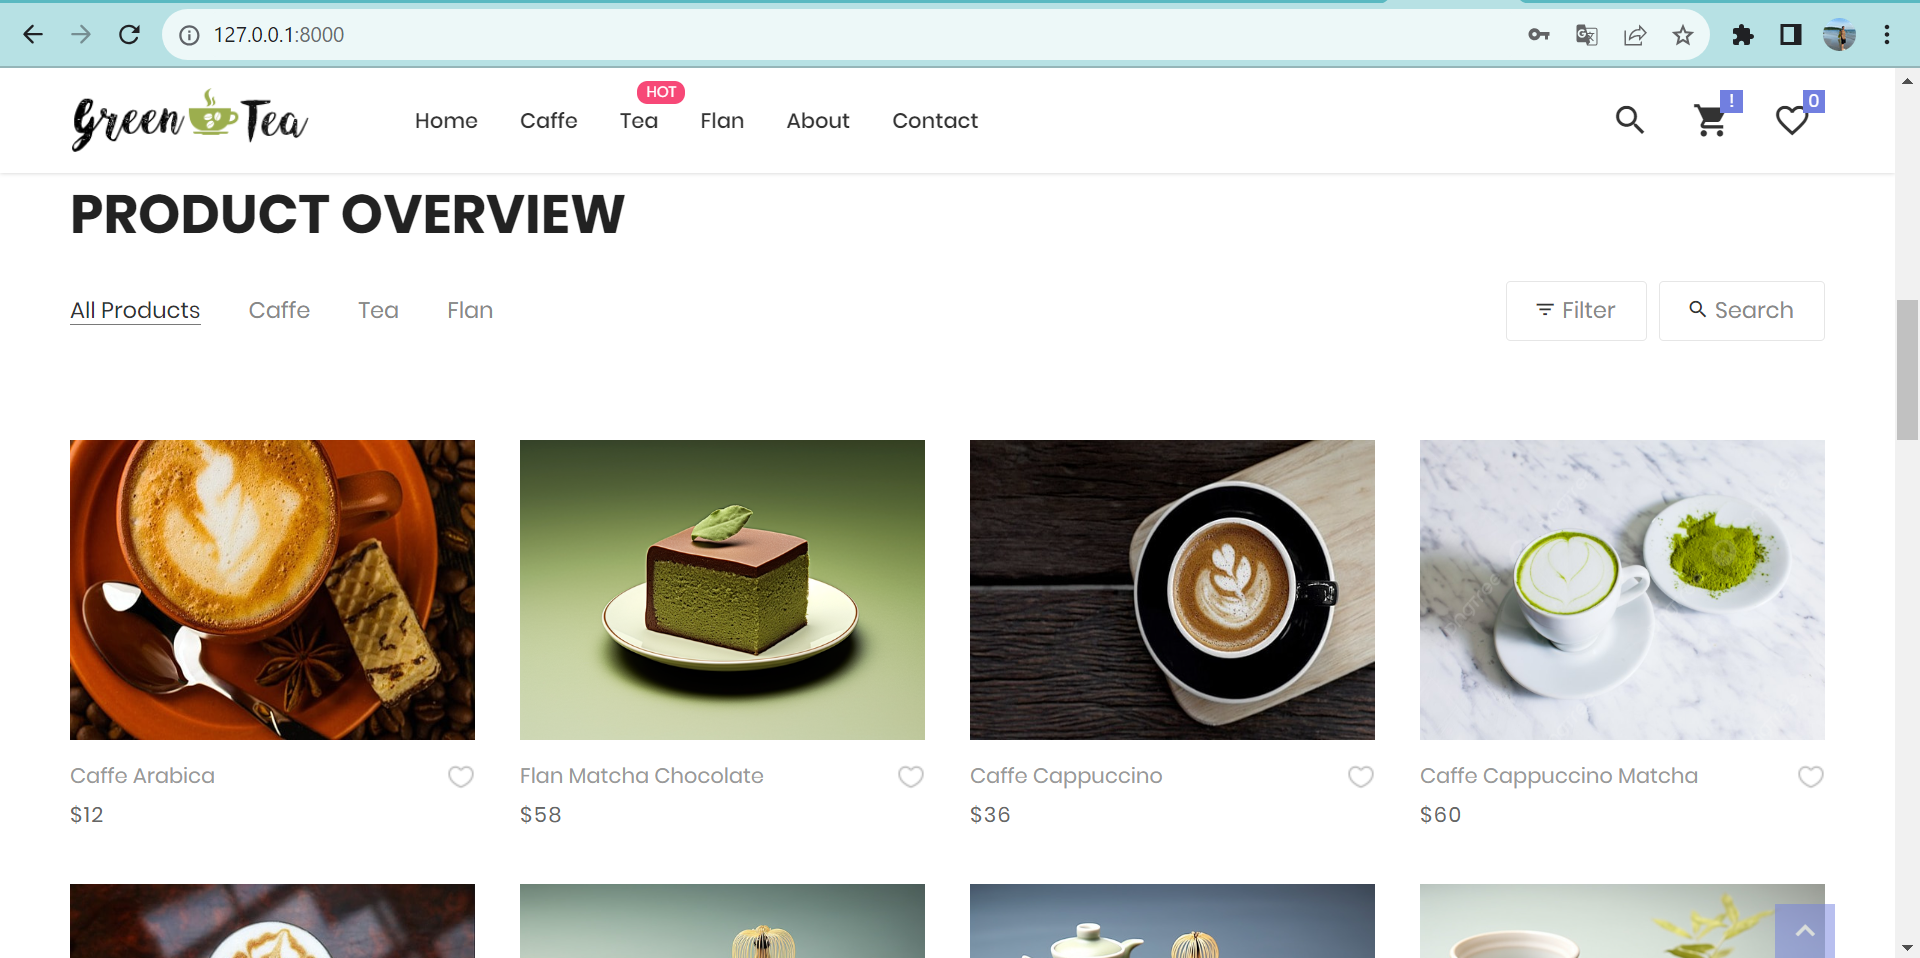 127.0.0.1:8000
Green Tea
Home
Caffe
HOT
Tea
Flan
About
Contact
!
0
PRODUCT OVERVIEW
All Products
Caffe
Tea
Flan
Filter
Search
Caffe Arabica
$12
Flan Matcha Chocolate
$58
Caffe Cappuccino
$36
Caffe Cappuccino Matcha
$60